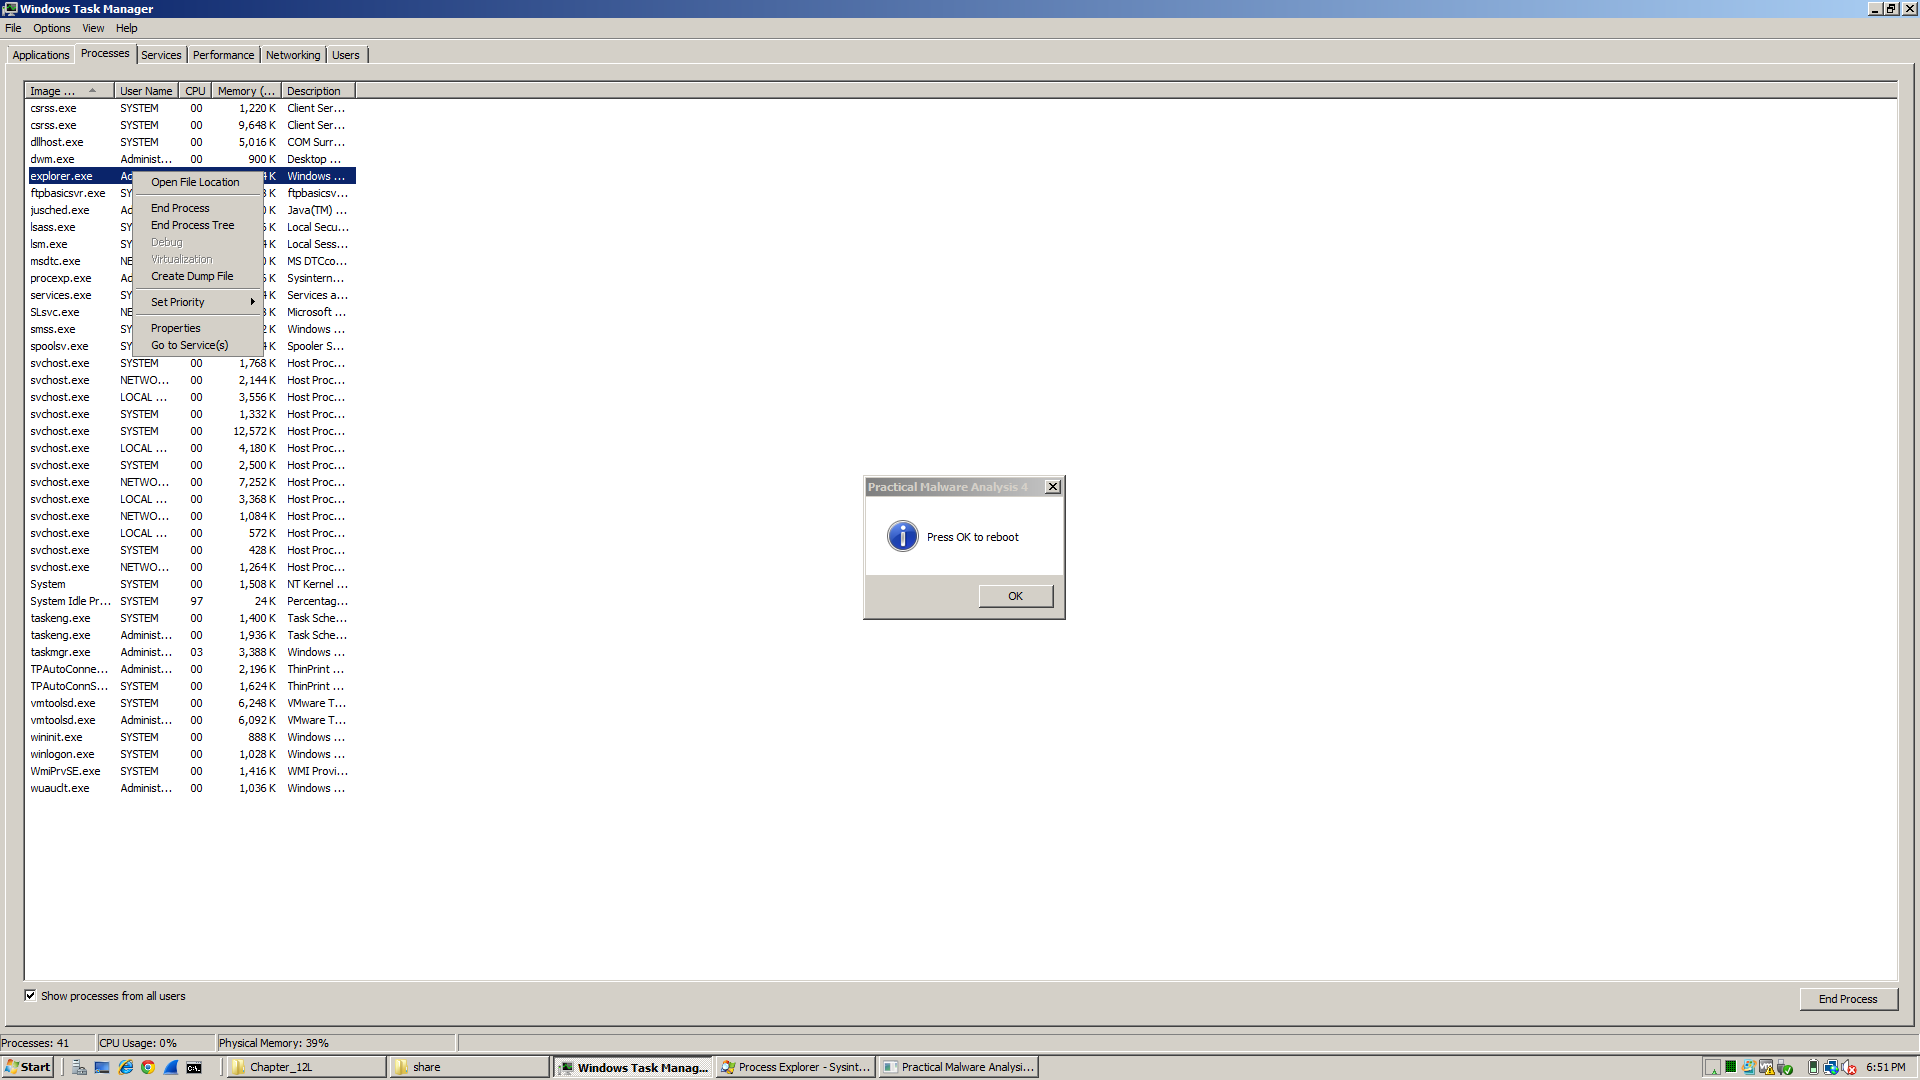 Windows Task Manager
File Options View Help
Applications Processes Services Performance Networking Users
Image ... User Name CPU Memory (... Description
csrss.exe SYSTEM 00 1,220 K Client Ser...
csrss.exe SYSTEM 00 9,648 K Client Ser...
dllhost.exe SYSTEM 00 5,016 K COM Surr...
dwm.exe Administ... 00 900 K Desktop ...
explorer.exe Ad 4 K Windows ...
ftpbasicsvr.exe SY 8 K ftpbasicsv...
jusched.exe Ad 0 K Java(TM) ...
lsass.exe SY K Local Secu...
lsm.exe SY 4 K Local Sess...
msdtc.exe NE 0 K MS DTCco...
procexp.exe Ad K Sysintern...
services.exe SY 4 K Services a...
SLsvc.exe NE 8 K Microsoft ...
smss.exe SY 2 K Windows ...
spoolsv.exe SY 4 K Spooler S...
Open File Location
End Process
End Process Tree
Debug
Virtualization
Create Dump File
Set Priority
Properties
Go to Service(s)
svchost.exe SYSTEM 00 1,768 K Host Proc...
svchost.exe NETWO... 00 2,144 K Host Proc...
svchost.exe LOCAL ... 00 3,556 K Host Proc...
svchost.exe SYSTEM 00 1,332 K Host Proc...
svchost.exe SYSTEM 00 12,572 K Host Proc...
svchost.exe LOCAL ... 00 4,180 K Host Proc...
svchost.exe SYSTEM 00 2,500 K Host Proc...
svchost.exe NETWO... 00 7,252 K Host Proc...
svchost.exe LOCAL ... 00 3,368 K Host Proc...
svchost.exe NETWO... 00 1,084 K Host Proc...
svchost.exe LOCAL ... 00 572 K Host Proc...
svchost.exe SYSTEM 00 428 K Host Proc...
svchost.exe NETWO... 00 1,264 K Host Proc...
System SYSTEM 00 1,508 K NT Kernel ...
System Idle Pr... SYSTEM 97 24 K Percentag...
taskeng.exe SYSTEM 00 1,400 K Task Sche...
taskeng.exe Administ... 00 1,936 K Task Sche...
taskmgr.exe Administ... 03 3,388 K Windows ...
TPAutoConne... Administ... 00 2,196 K ThinPrint ...
TPAutoConnS... SYSTEM 00 1,624 K ThinPrint ...
vmtoolsd.exe SYSTEM 00 6,248 K VMware T...
vmtoolsd.exe Administ... 00 6,092 K VMware T...
wininit.exe SYSTEM 00 888 K Windows ...
winlogon.exe SYSTEM 00 1,028 K Windows ...
WmiPrvSE.exe SYSTEM 00 1,416 K WMI Provi...
wuauclt.exe Administ... 00 1,036 K Windows ...
Practical Malware Analysis 4
Press OK to reboot
OK
Show processes from all users
End Process
Processes: 41 CPU Usage: 0% Physical Memory: 39%
Start Chapter_12L share Windows Task Manag... Process Explorer - Sysint... Practical Malware Analysi... 6:51 PM